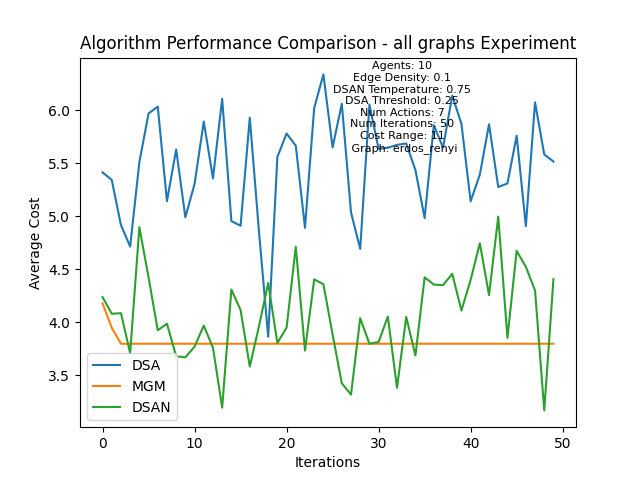 Algorithm Performance Comparison - all graphs Experiment
Agents: 10
Edge Density: 0.1
DSAN Temperature: 0.75
DSA Threshold: 0.25
Num Actions: 7
Num Iterations: 50
Cost Range: 11
Graph: erdos_renyi
Average Cost
6.0
5.5
5.0
4.5
4.0
3.5
DSA
MGM
DSAN
0 10 20 30 40 50
Iterations